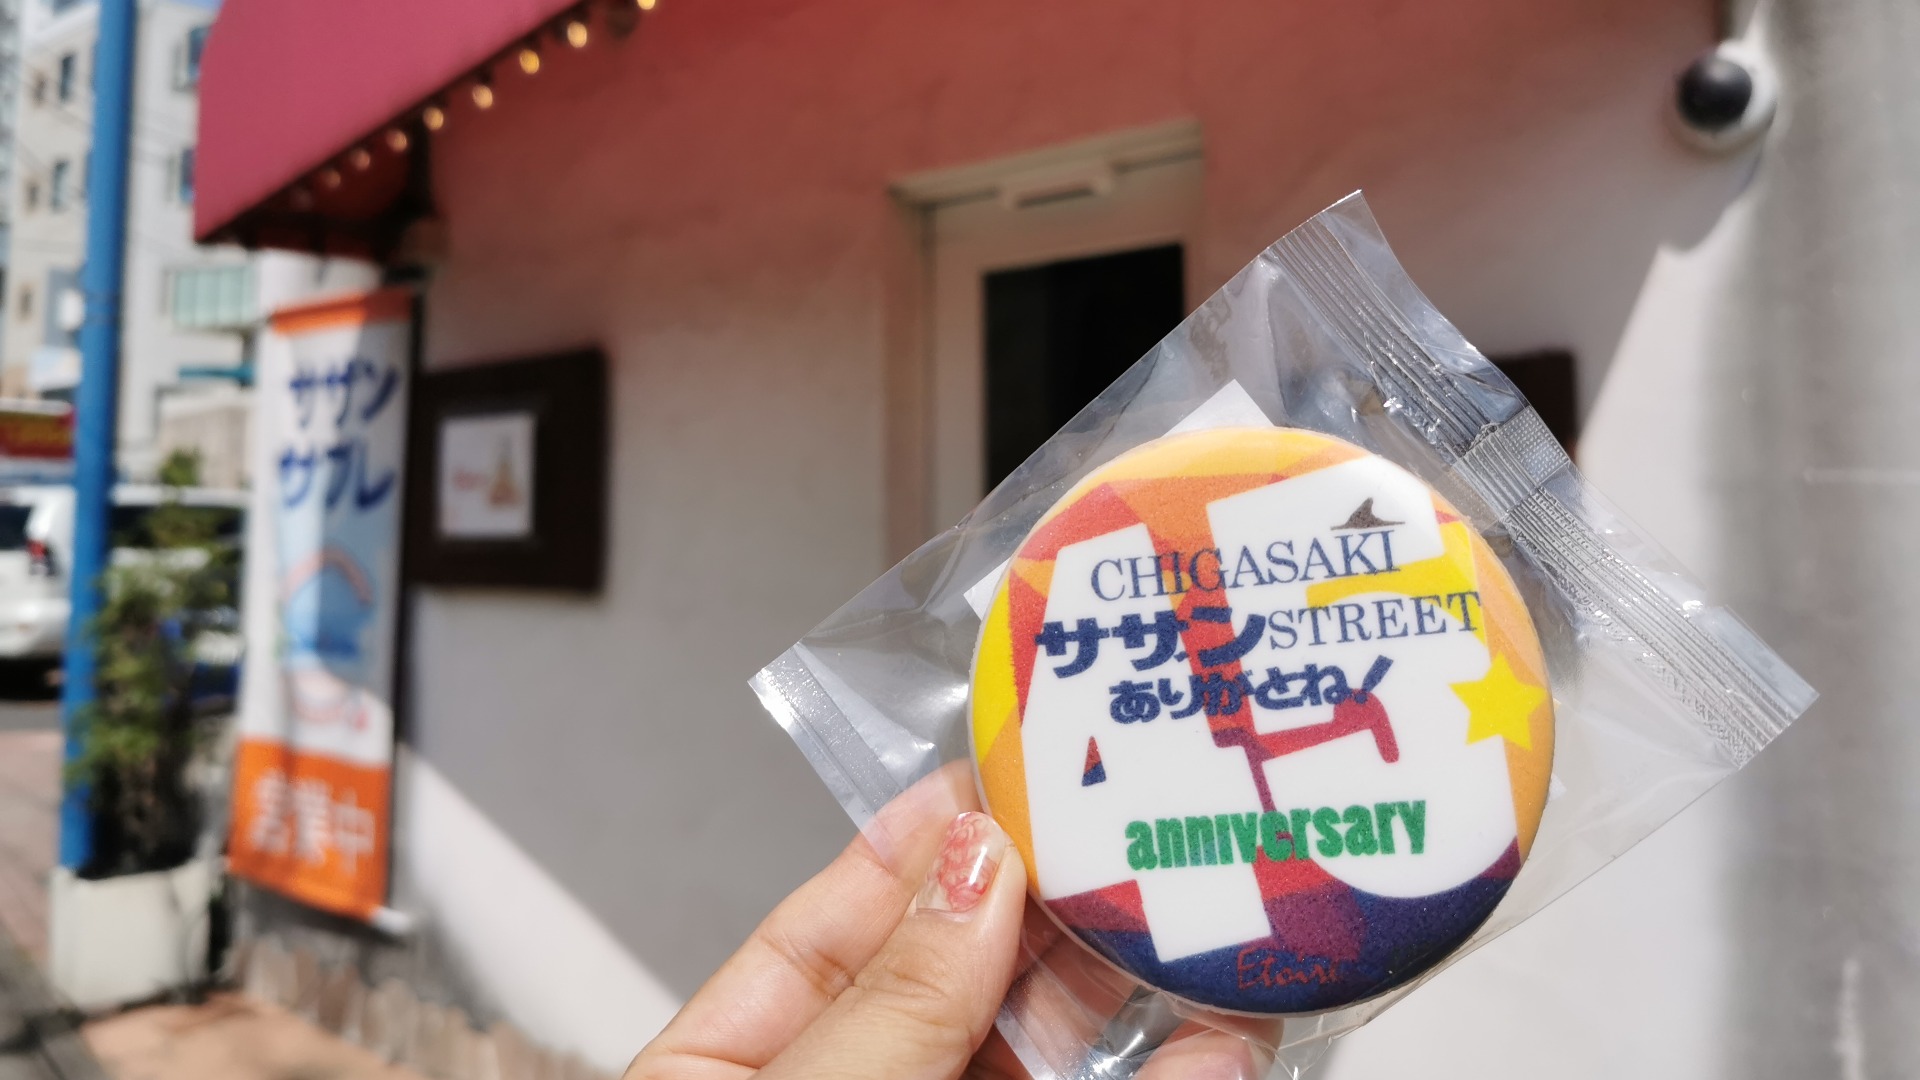 サザン
サブレ
営業中
CHIGASAKI
サザンSTREET
ありがとね!
45
anniversary